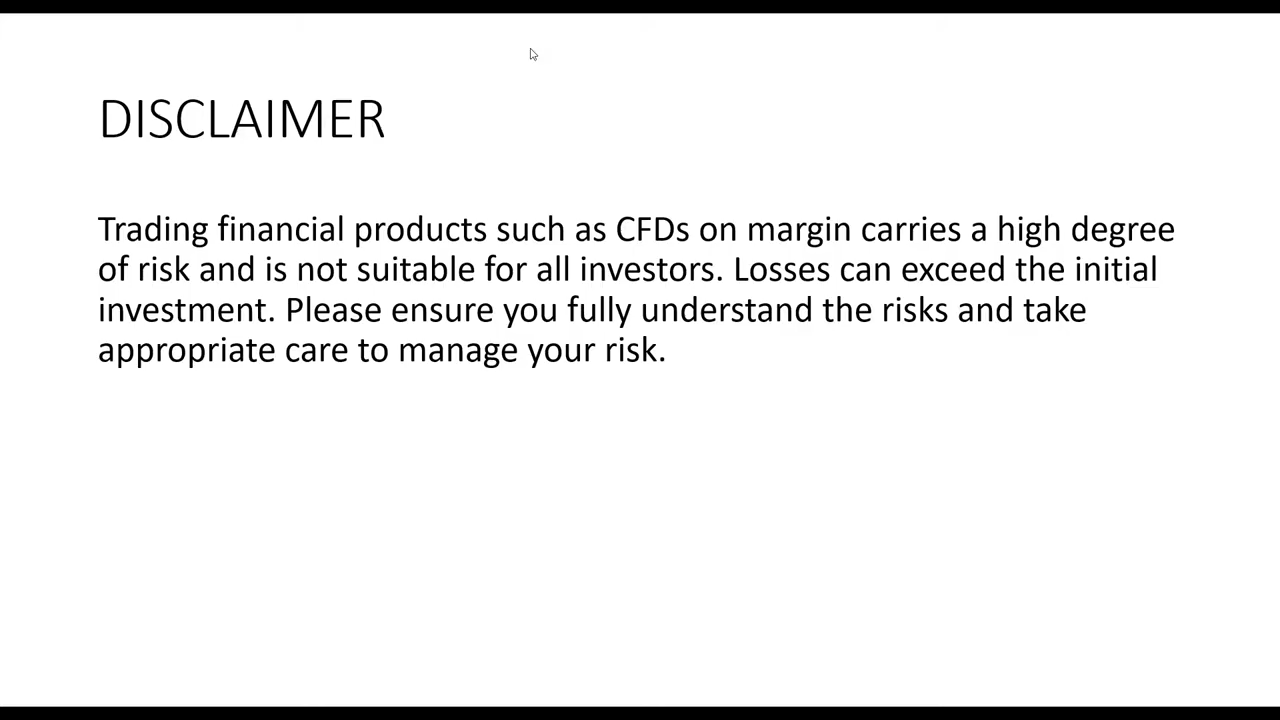 DISCLAIMER
Trading financial products such as CFDs on margin carries a high degree
of risk and is not suitable for all investors. Losses can exceed the initial
investment. Please ensure you fully understand the risks and take
appropriate care to manage your risk.